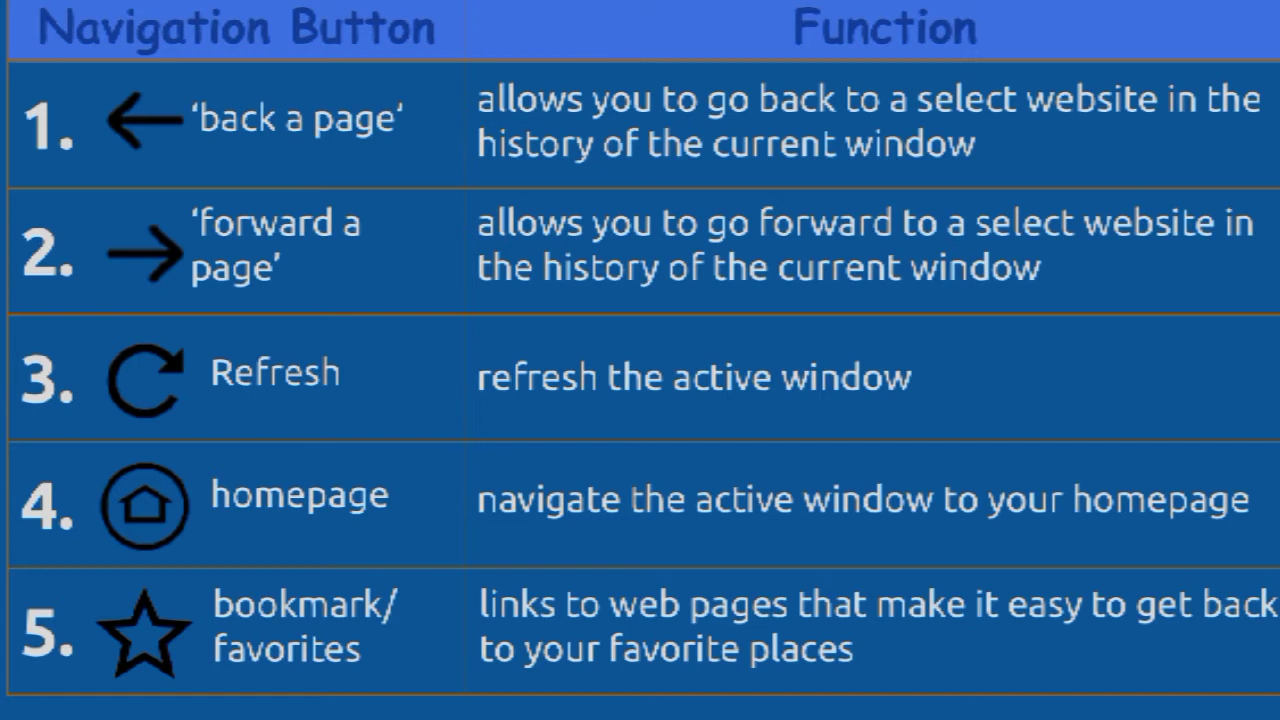 Navigation Button Function
1. ‘back a page’ allows you to go back to a select website in the
history of the current window
2. ‘forward a
page’
allows you to go forward to a select website in
the history of the current window
3. Refresh refresh the active window
4. homepage navigate the active window to your homepage
5. bookmark/
favorites
links to web pages that make it easy to get back
to your favorite places